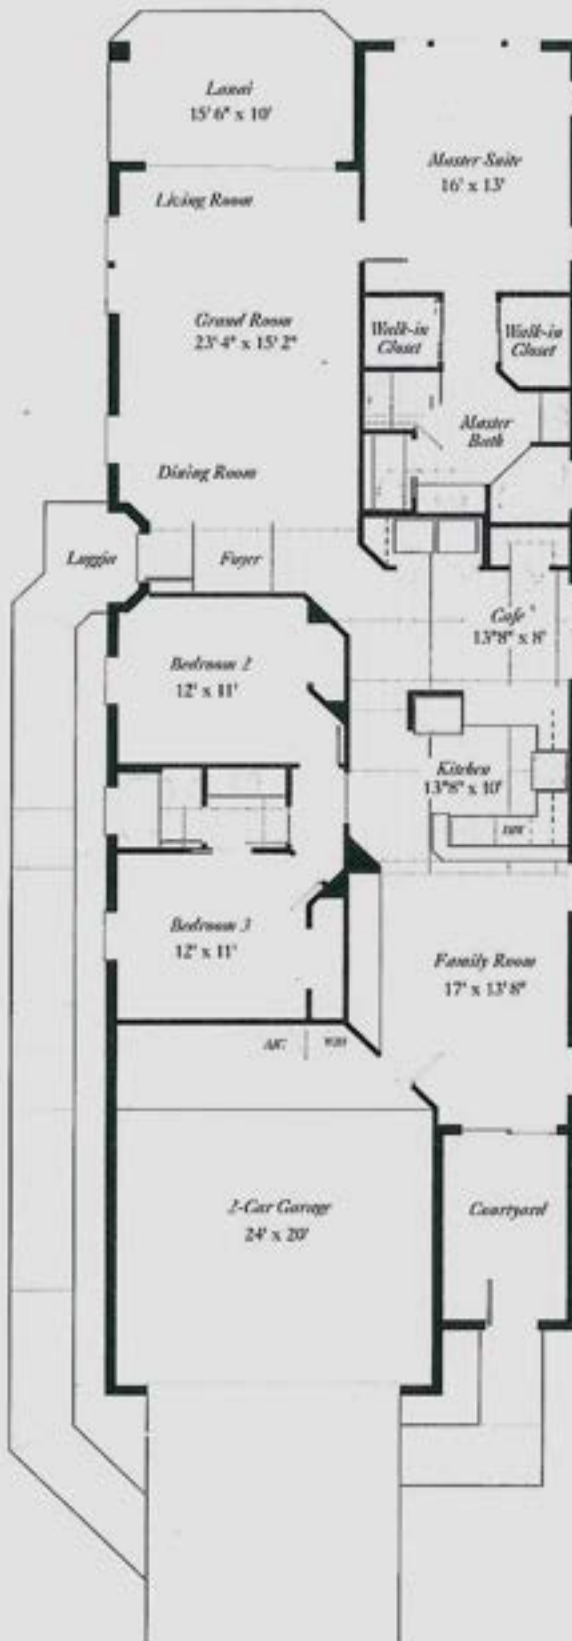 Lanai
15' 6" x 10'
Master Suite
16' x 13'
Living Room
Grand Room
23' 4" x 15' 2"
Walk-in
Closet
Walk-in
Closet
Master
Bath
Dining Room
Loggia
Foyer
Cafe
13'8" x 8'
Bedroom 2
12' x 11'
Kitchen
13'8" x 10'
DW
Bedroom 3
12' x 11'
Family Room
17' x 13' 8"
A/C
W/H
2-Car Garage
24' x 20'
Courtyard